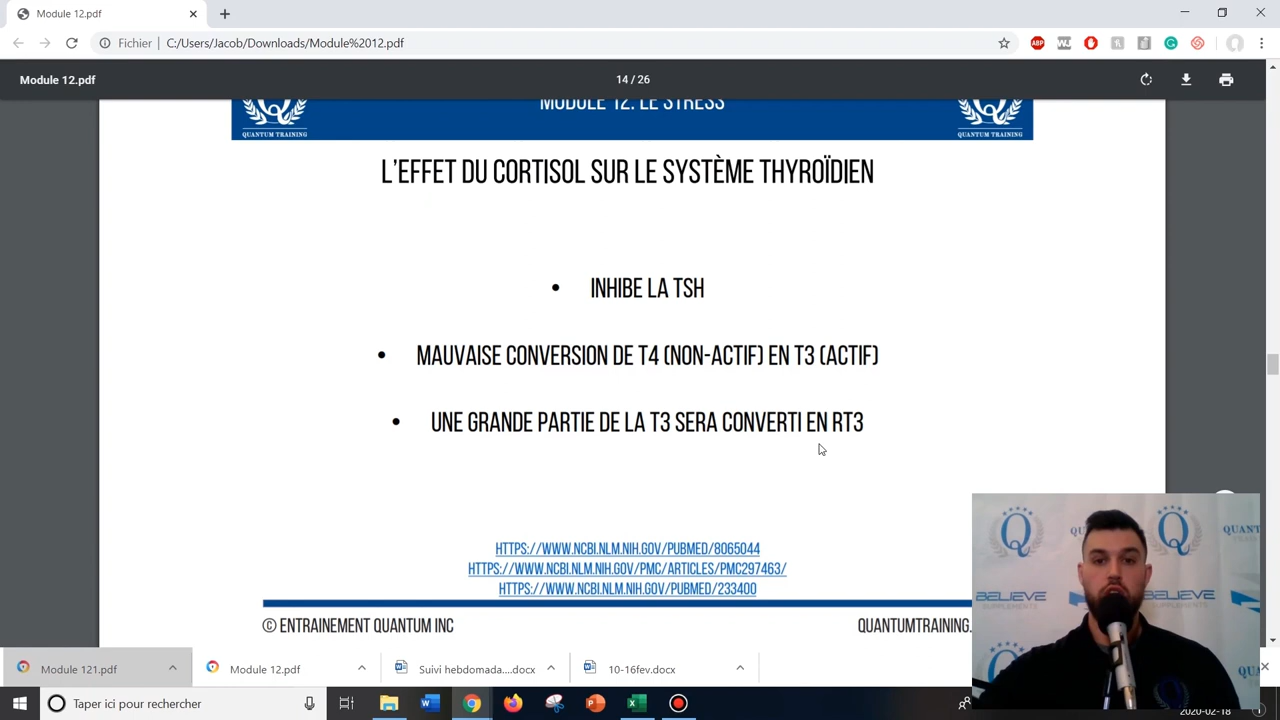 Module 12.pdf
Fichier
C:/Users/Jacob/Downloads/Module%2012.pdf
ABP
Module 12.pdf
14 / 26
MODULE 12: LE STRESS
QUANTUM TRAINING
QUANTUM TRAINING
L'EFFET DU CORTISOL SUR LE SYSTÈME THYROÏDIEN
• INHIBE LA TSH
• MAUVAISE CONVERSION DE T4 (NON-ACTIF) EN T3 (ACTIF)
• UNE GRANDE PARTIE DE LA T3 SERA CONVERTI EN RT3
HTTPS://WWW.NCBI.NLM.NIH.GOV/PUBMED/8065044
HTTPS://WWW.NCBI.NLM.NIH.GOV/PMC/ARTICLES/PMC297463/
HTTPS://WWW.NCBI.NLM.NIH.GOV/PUBMED/233400
© ENTRAINEMENT QUANTUM INC
QUANTUMTRAINING.
BELIEVE
SUPPLEMENTS
Module 121.pdf
Module 12.pdf
Suivi hebdomada....docx
10-16fev.docx
Taper ici pour rechercher
2020-02-18